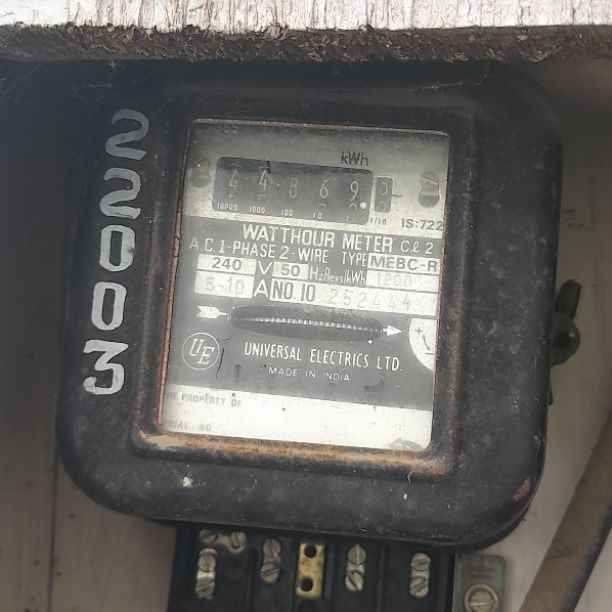 22003
kWh
4 4 8 6 9 8
10000 1000 100 10 1 1/10
IS:722
WATTHOUR METER Cℓ 2
A.C. 1-PHASE 2-WIRE TYPE MEBC-R
240 V 50 Hz Revs/kWh 1200
5-10 A NO. 10 252444
UE UNIVERSAL ELECTRICS LTD.
MADE IN INDIA
PROPERTY OF
NO.